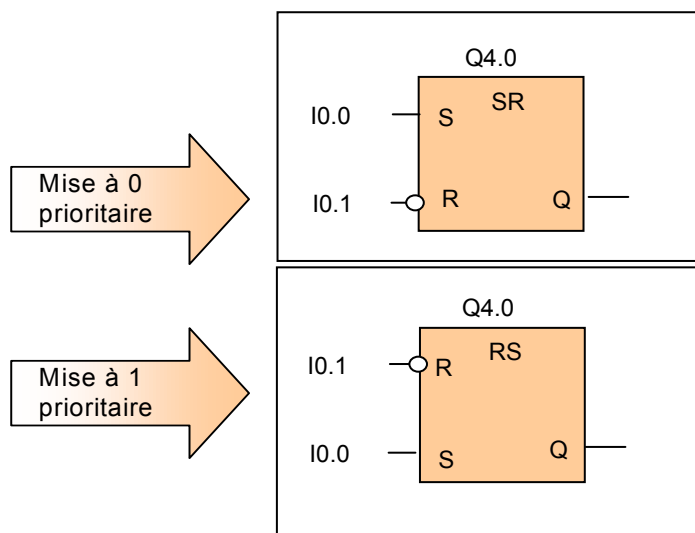 Q4.0
SR
I0.0
S
Mise à 0
prioritaire
I0.1
R
Q
Q4.0
RS
I0.1
R
Mise à 1
prioritaire
I0.0
S
Q